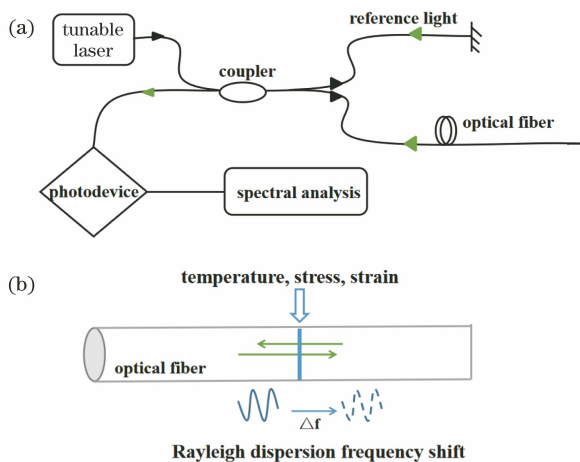 (a)
tunable
laser
reference light
coupler
optical fiber
photodevice
spectral analysis
(b)
temperature, stress, strain
optical fiber
△f
Rayleigh dispersion frequency shift